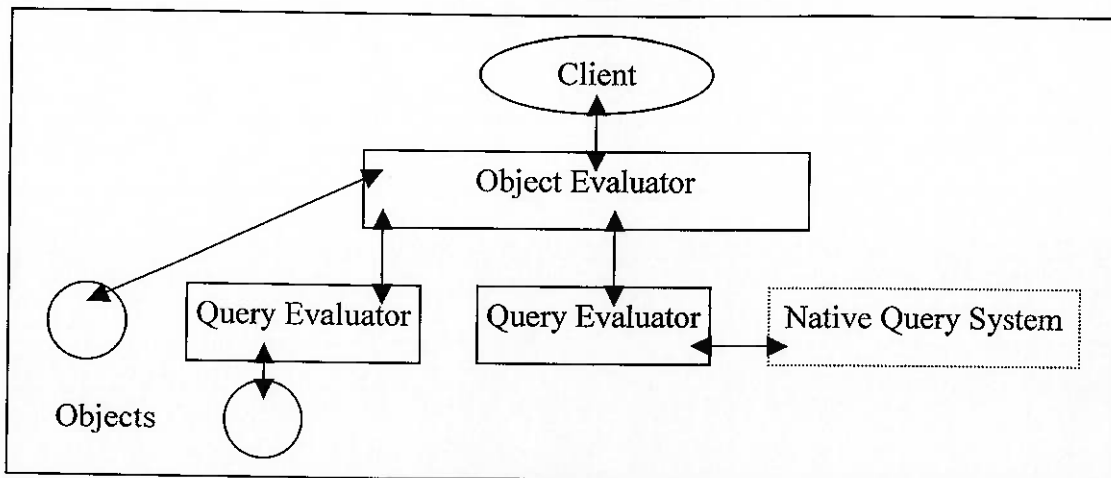 Client
Object Evaluator
Query Evaluator
Query Evaluator
Native Query System
Objects